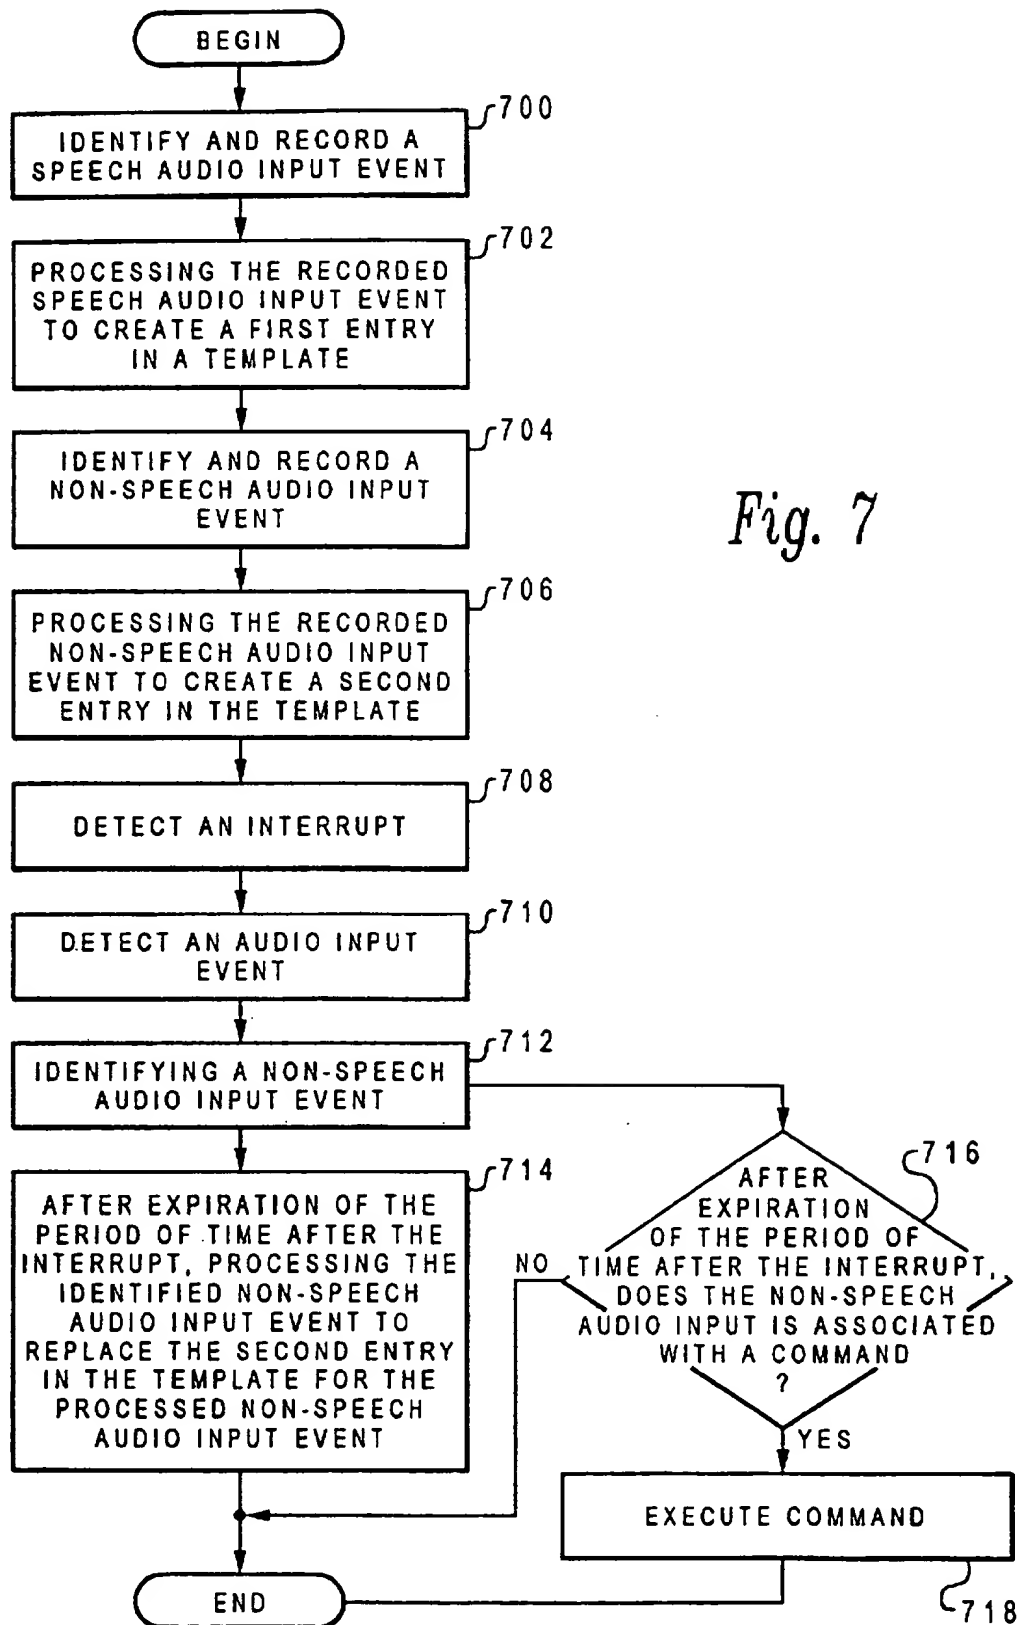 BEGIN
700
IDENTIFY AND RECORD A
SPEECH AUDIO INPUT EVENT
702
PROCESSING THE RECORDED
SPEECH AUDIO INPUT EVENT
TO CREATE A FIRST ENTRY
IN A TEMPLATE
704
IDENTIFY AND RECORD A
NON-SPEECH AUDIO INPUT
EVENT
Fig. 7
706
PROCESSING THE RECORDED
NON-SPEECH AUDIO INPUT
EVENT TO CREATE A SECOND
ENTRY IN THE TEMPLATE
708
DETECT AN INTERRUPT
710
DETECT AN AUDIO INPUT
EVENT
712
IDENTIFYING A NON-SPEECH
AUDIO INPUT EVENT
714
AFTER EXPIRATION OF THE
PERIOD OF TIME AFTER THE
INTERRUPT, PROCESSING THE
IDENTIFIED NON-SPEECH
AUDIO INPUT EVENT TO
REPLACE THE SECOND ENTRY
IN THE TEMPLATE FOR THE
PROCESSED NON-SPEECH
AUDIO INPUT EVENT
716
AFTER
EXPIRATION
OF THE PERIOD OF
TIME AFTER THE INTERRUPT,
DOES THE NON-SPEECH
AUDIO INPUT IS ASSOCIATED
WITH A COMMAND
?
NO
YES
EXECUTE COMMAND
718
END